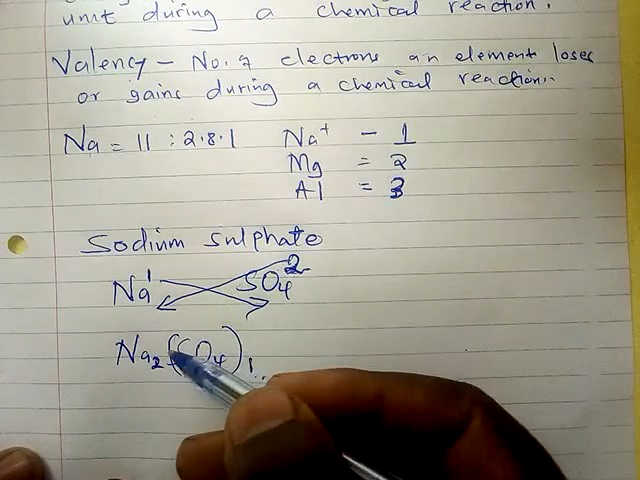 unit during a chemical reaction.
Valency - No. of electrons an element loses
or gains during a chemical reaction.
Na = 11 : 2.8.1 Na⁺ - 1
Mg = 2
Al = 3
Sodium sulphate
Na¹ SO₄²
Na₂(SO₄)₁